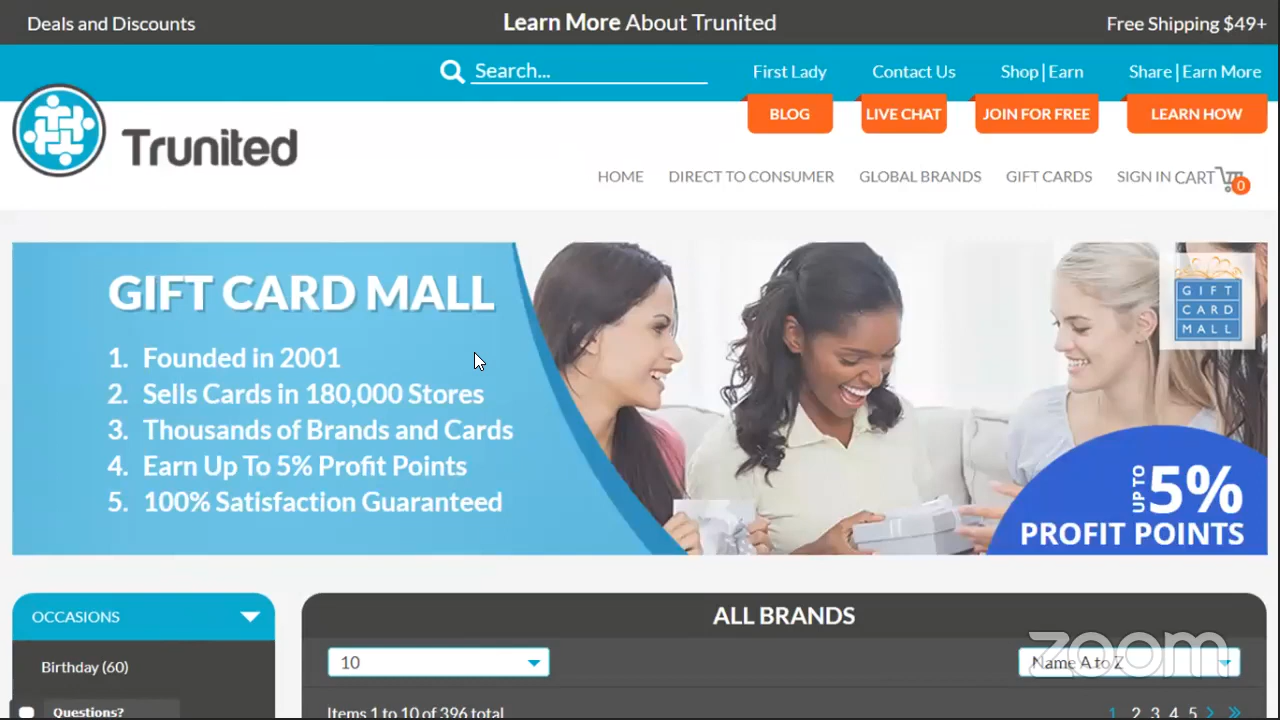 Deals and Discounts
Learn More About Trunited
Free Shipping $49+
Search...
First Lady
Contact Us
Shop|Earn
Share|Earn More
BLOG
LIVE CHAT
JOIN FOR FREE
LEARN HOW
Trunited
HOME
DIRECT TO CONSUMER
GLOBAL BRANDS
GIFT CARDS
SIGN IN
CART
0
GIFT CARD MALL
1. Founded in 2001
2. Sells Cards in 180,000 Stores
3. Thousands of Brands and Cards
4. Earn Up To 5% Profit Points
5. 100% Satisfaction Guaranteed
GIFT
CARD
MALL
UP TO 5%
PROFIT POINTS
OCCASIONS
ALL BRANDS
Birthday (60)
10
Name A to Z
zoom
Questions?
Items 1 to 10 of 396 total
1 2 3 4 5